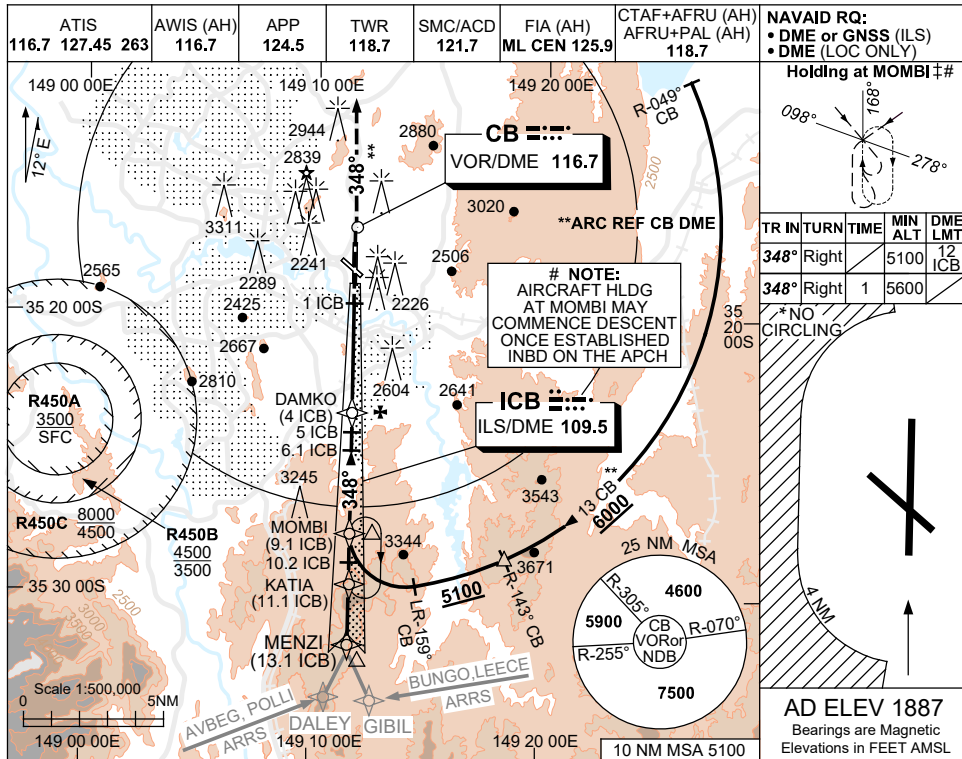 ATIS
116.7 127.45 263
AWIS (AH)
116.7
APP
124.5
TWR
118.7
SMC/ACD
121.7
FIA (AH)
ML CEN 125.9
CTAF+AFRU (AH)
AFRU+PAL (AH)
118.7
NAVAID RQ:
• DME or GNSS (ILS)
• DME (LOC ONLY)
149 00 00E
149 10 00E
149 20 00E
12° E
2944
2839
3311
2241
2289
2425
2667
2565
2810
2880
3020
2506
2226
2604
2641
3245
3344
3543
3671
348°
**
CB
VOR/DME 116.7
R-049°
CB
2500
**ARC REF CB DME
# NOTE:
AIRCRAFT HLDG
AT MOMBI MAY
COMMENCE DESCENT
ONCE ESTABLISHED
INBD ON THE APCH
35 20 00S
35
20
00S
1 ICB
DAMKO
(4 ICB)
5 ICB
6.1 ICB
348°
MOMBI
(9.1 ICB)
10.2 ICB
KATIA
(11.1 ICB)
MENZI
(13.1 ICB)
ICB
ILS/DME 109.5
13 CB **
6000
5100
LR-159°
CB
R-143° CB
R450A
3500
SFC
R450C
8000
4500
R450B
4500
3500
35 30 00S
2500
3000
3500
Scale 1:500,000
0
5NM
AVBEG, POLLI
ARRS
DALEY
GIBIL
BUNGO,LEECE
ARRS
149 00 00E
149 10 00E
149 20 00E
25 NM MSA
4600
5900
7500
R-305°
R-070°
R-255°
CB
VORor
NDB
10 NM MSA 5100
Holding at MOMBI ‡#
168°
098°
278°
TR IN TURN TIME MIN ALT DME LMT
348° Right 5100 12 ICB
348° Right 1 5600
*NO
CIRCLING
4 NM
AD ELEV 1887
Bearings are Magnetic
Elevations in FEET AMSL